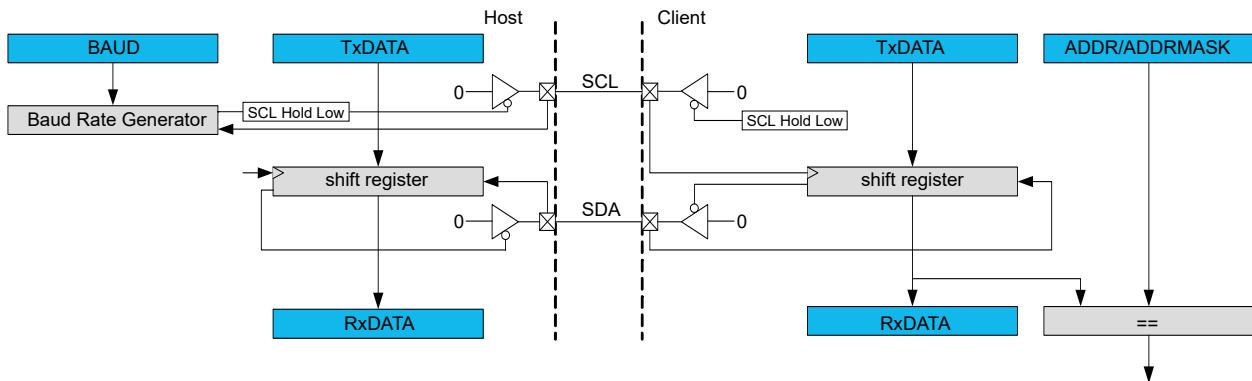 Host
Client
BAUD
TxDATA
TxDATA
ADDR/ADDRMASK
0
SCL
0
Baud Rate Generator
SCL Hold Low
SCL Hold Low
shift register
shift register
0
SDA
0
RxDATA
RxDATA
==